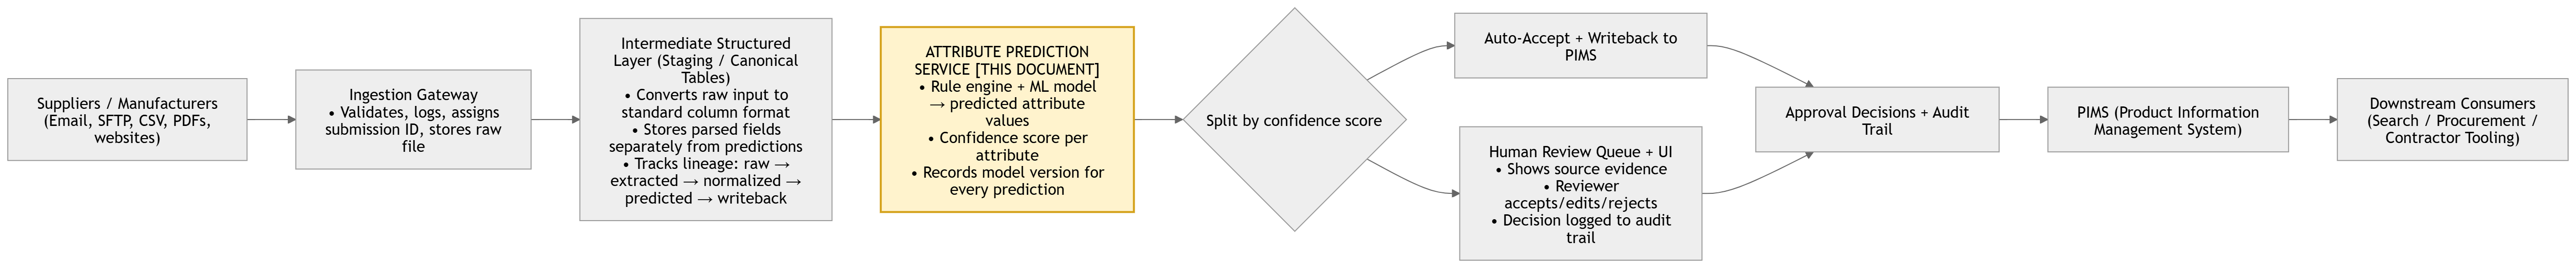 Suppliers / Manufacturers
(Email, SFTP, CSV, PDFs,
websites)
Ingestion Gateway
• Validates, logs, assigns
submission ID, stores raw
file
Intermediate Structured
Layer (Staging / Canonical
Tables)
• Converts raw input to
standard column format
• Stores parsed fields
separately from predictions
• Tracks lineage: raw →
extracted → normalized →
predicted → writeback
ATTRIBUTE PREDICTION
SERVICE [THIS DOCUMENT]
• Rule engine + ML model
→ predicted attribute
values
• Confidence score per
attribute
• Records model version for
every prediction
Split by confidence score
Auto-Accept + Writeback to
PIMS
Human Review Queue + UI
• Shows source evidence
• Reviewer
accepts/edits/rejects
• Decision logged to audit
trail
Approval Decisions + Audit
Trail
PIMS (Product Information
Management System)
Downstream Consumers
(Search / Procurement /
Contractor Tooling)